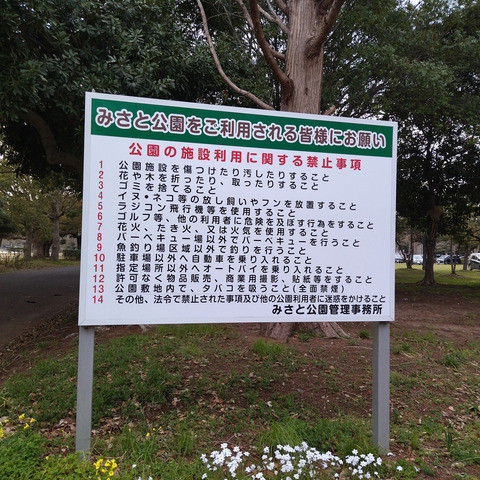 みさと公園をご利用される皆様にお願い
公園の施設利用に関する禁止事項
1 公園施設を傷つけたり汚したりすること
2 花や木を折ったり、取ったりすること
3 ゴミを捨てること
4 イヌ・ネコ等の放し飼いやフンを放置すること
5 ラジコン飛行機等を使用すること
6 ゴルフ等、他の利用者に危険を及ぼす行為をすること
7 花火・たき火、又は火気を使用すること
8 バーベキュー場以外でバーベキューを行うこと
9 魚釣り場区域以外で釣りを行うこと
10 駐車場以外へ自動車を乗り入れること
11 指定場所以外へオートバイを乗り入れること
12 許可なく物品販売、商業用撮影、貼紙等をすること
13 公園敷地内で、タバコを吸うこと(全面禁煙)
14 その他、法令で禁止された事項及び他の公園利用者に迷惑をかけること
みさと公園管理事務所